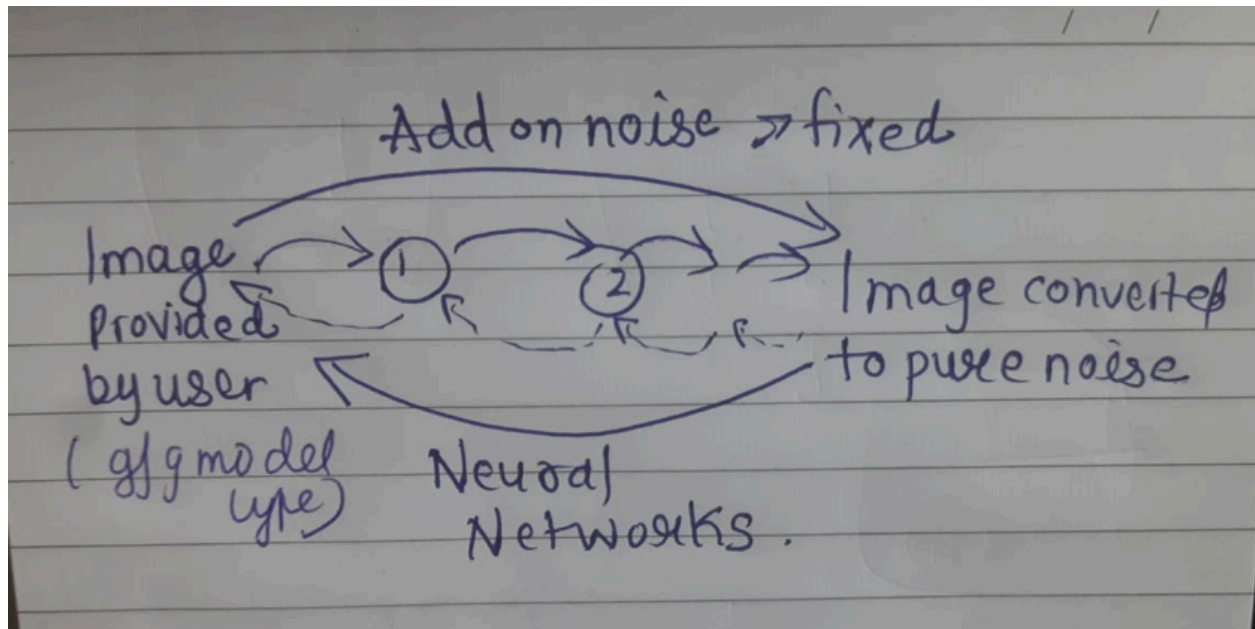 Add on noise → fixed
Image
provided
by user
(gfg model
type)
1
2
Image converted
to pure noise
Neural
Networks.